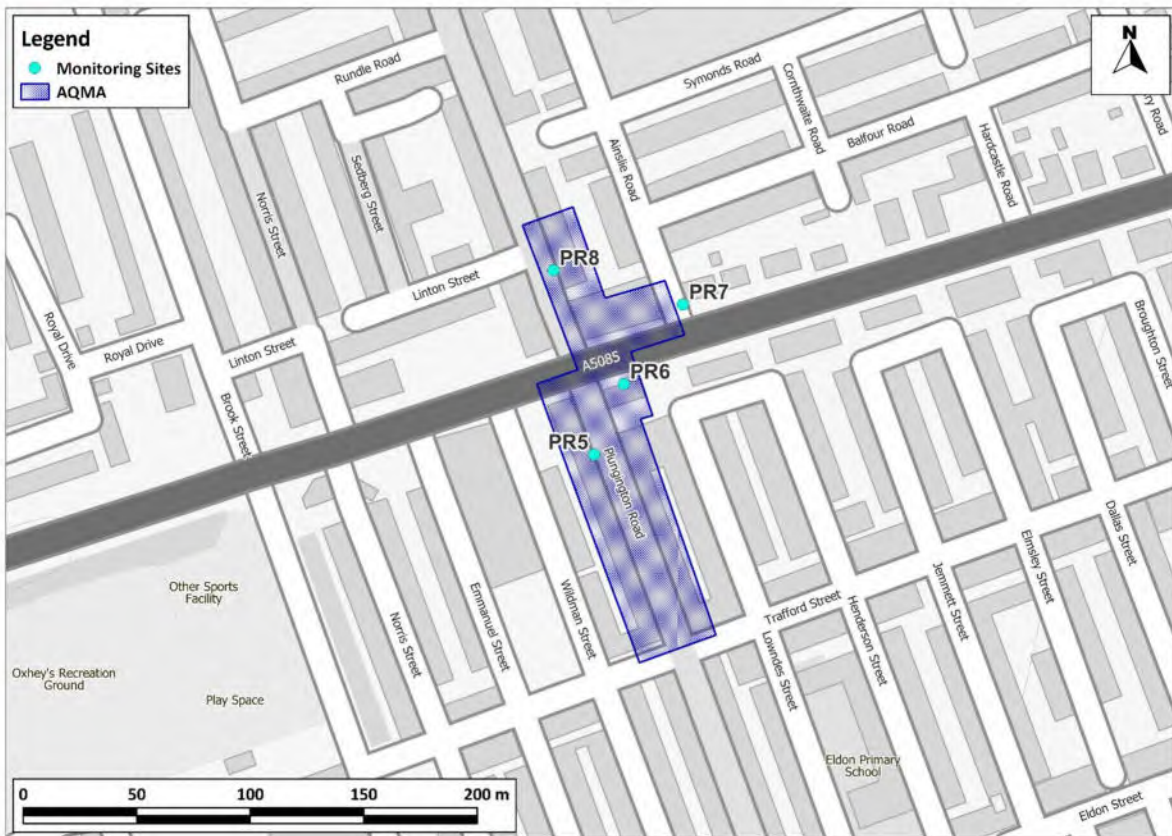 Legend
Monitoring Sites
AQMA
N
Rundle Road
Symonds Road
Cornthwaite Road
Balfour Road
Hardcastle Road
Ainslie Road
Sedberg Street
Norris Street
PR8
Linton Street
PR7
Royal Drive
Royal Drive
Linton Street
A5085
PR6
Broughton Street
Brook Street
PR5
Plungington Road
Dallas Street
Elmsley Street
Other Sports
Facility
Emmanuel Street
Wildman Street
Jemmett Street
Trafford Street
Henderson Street
Norris Street
Lowndes Street
Oxhey's Recreation
Ground
Play Space
Eldon Primary
School
Eldon Street
0 50 100 150 200 m